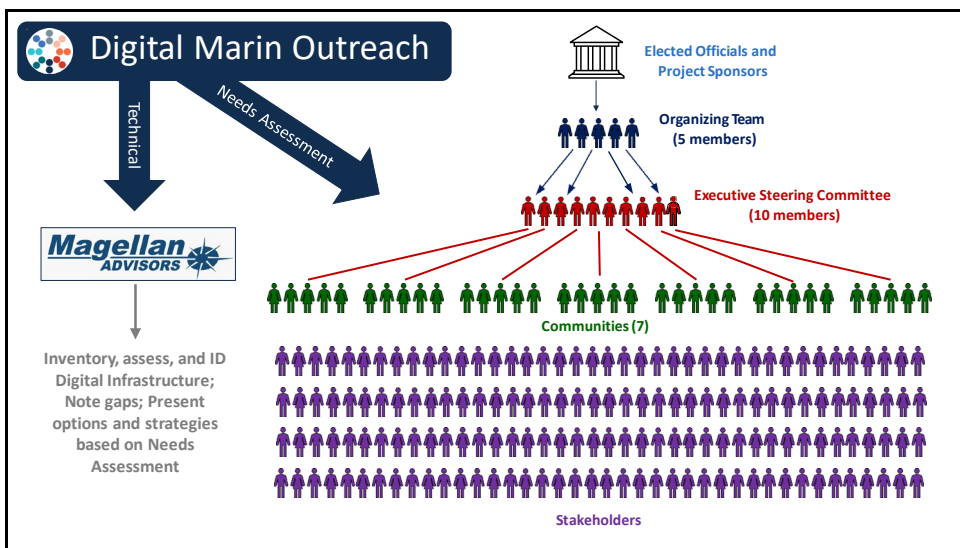 Digital Marin Outreach
Technical
Needs Assessment
Magellan
ADVISORS
Inventory, assess, and ID
Digital Infrastructure;
Note gaps; Present
options and strategies
based on Needs
Assessment
Elected Officials and
Project Sponsors
Organizing Team
(5 members)
Executive Steering Committee
(10 members)
Communities (7)
Stakeholders